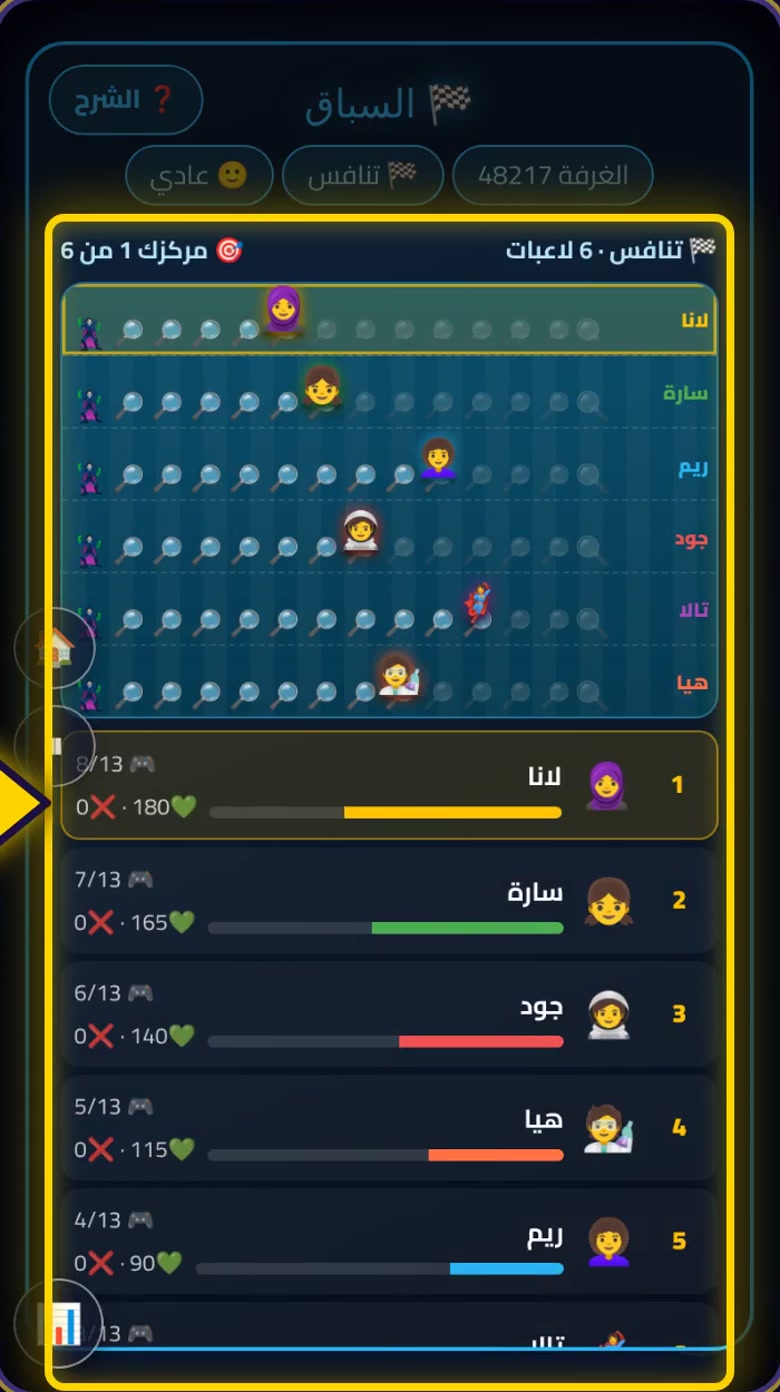 السباق
الشرح
الغرفة 48217
تنافس
عادي
تنافس · 6 لاعبات
مركزك 1 من 6
لانا
سارة
ريم
جود
تالا
هيا
1
لانا
8/13
180 · 0
2
سارة
7/13
165 · 0
3
جود
6/13
140 · 0
4
هيا
5/13
115 · 0
5
ريم
4/13
90 · 0